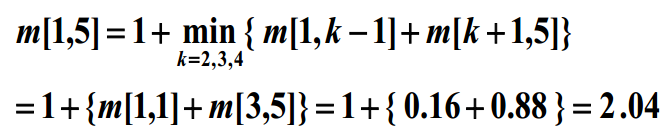 m[1,5]=1+ min{ m[1,k−1]+m[k+1,5]}
k=2,3,4
=1+{m[1,1]+m[3,5]}=1+{ 0.16+0.88 }=2.04